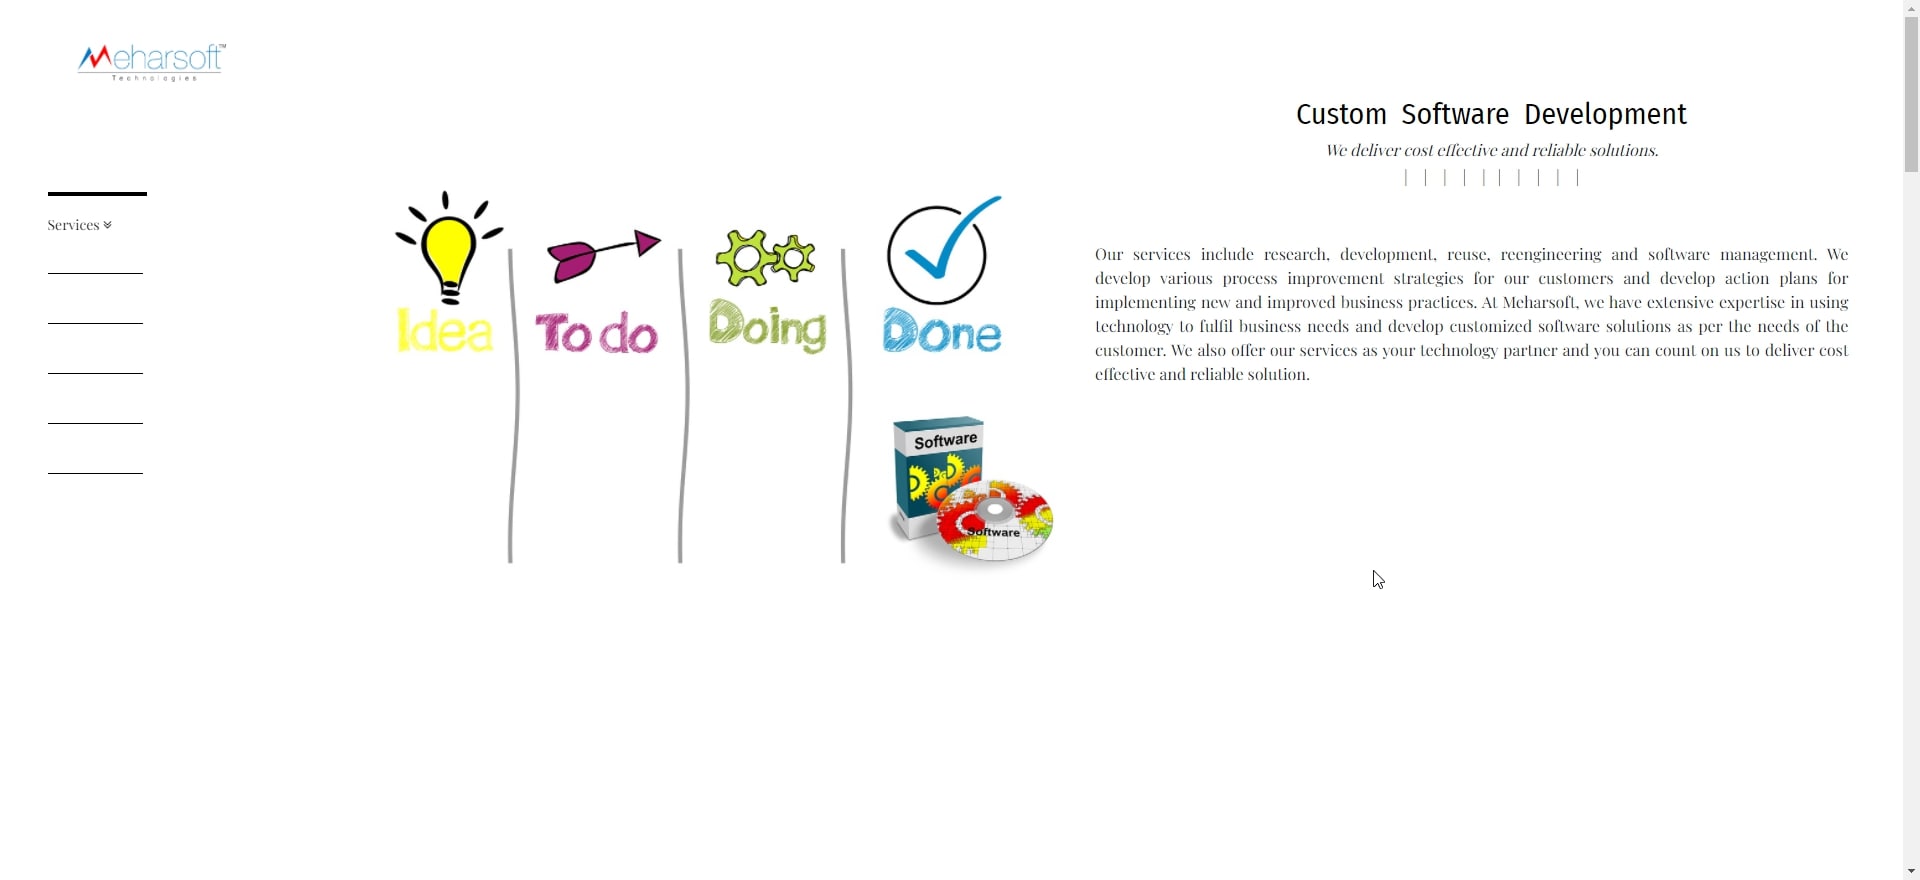 Meharsoft™
Technologies
Custom Software Development
We deliver cost effective and reliable solutions.
| | | | | | | | | |
Services
Idea
To do
Doing
Done
Our services include research, development, reuse, reengineering and software management. We
develop various process improvement strategies for our customers and develop action plans for
implementing new and improved business practices. At Meharsoft, we have extensive expertise in using
technology to fulfil business needs and develop customized software solutions as per the needs of the
customer. We also offer our services as your technology partner and you can count on us to deliver cost
effective and reliable solution.
Software
Software